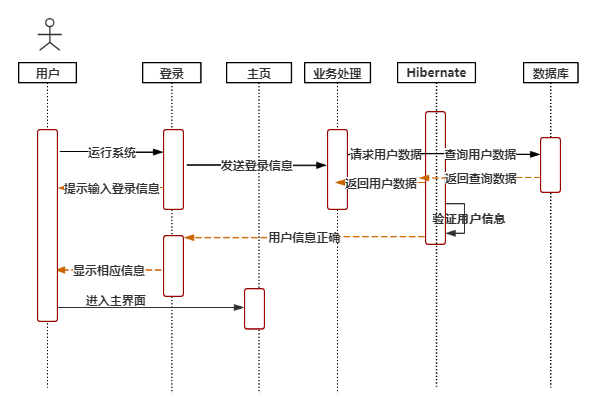 用户
登录
主页
业务处理
Hibernate
数据库
运行系统
请求用户数据
查询用户数据
发送登录信息
返回查询数据
提示输入登录信息
返回用户数据
验证用户信息
用户信息正确
显示相应信息
进入主界面